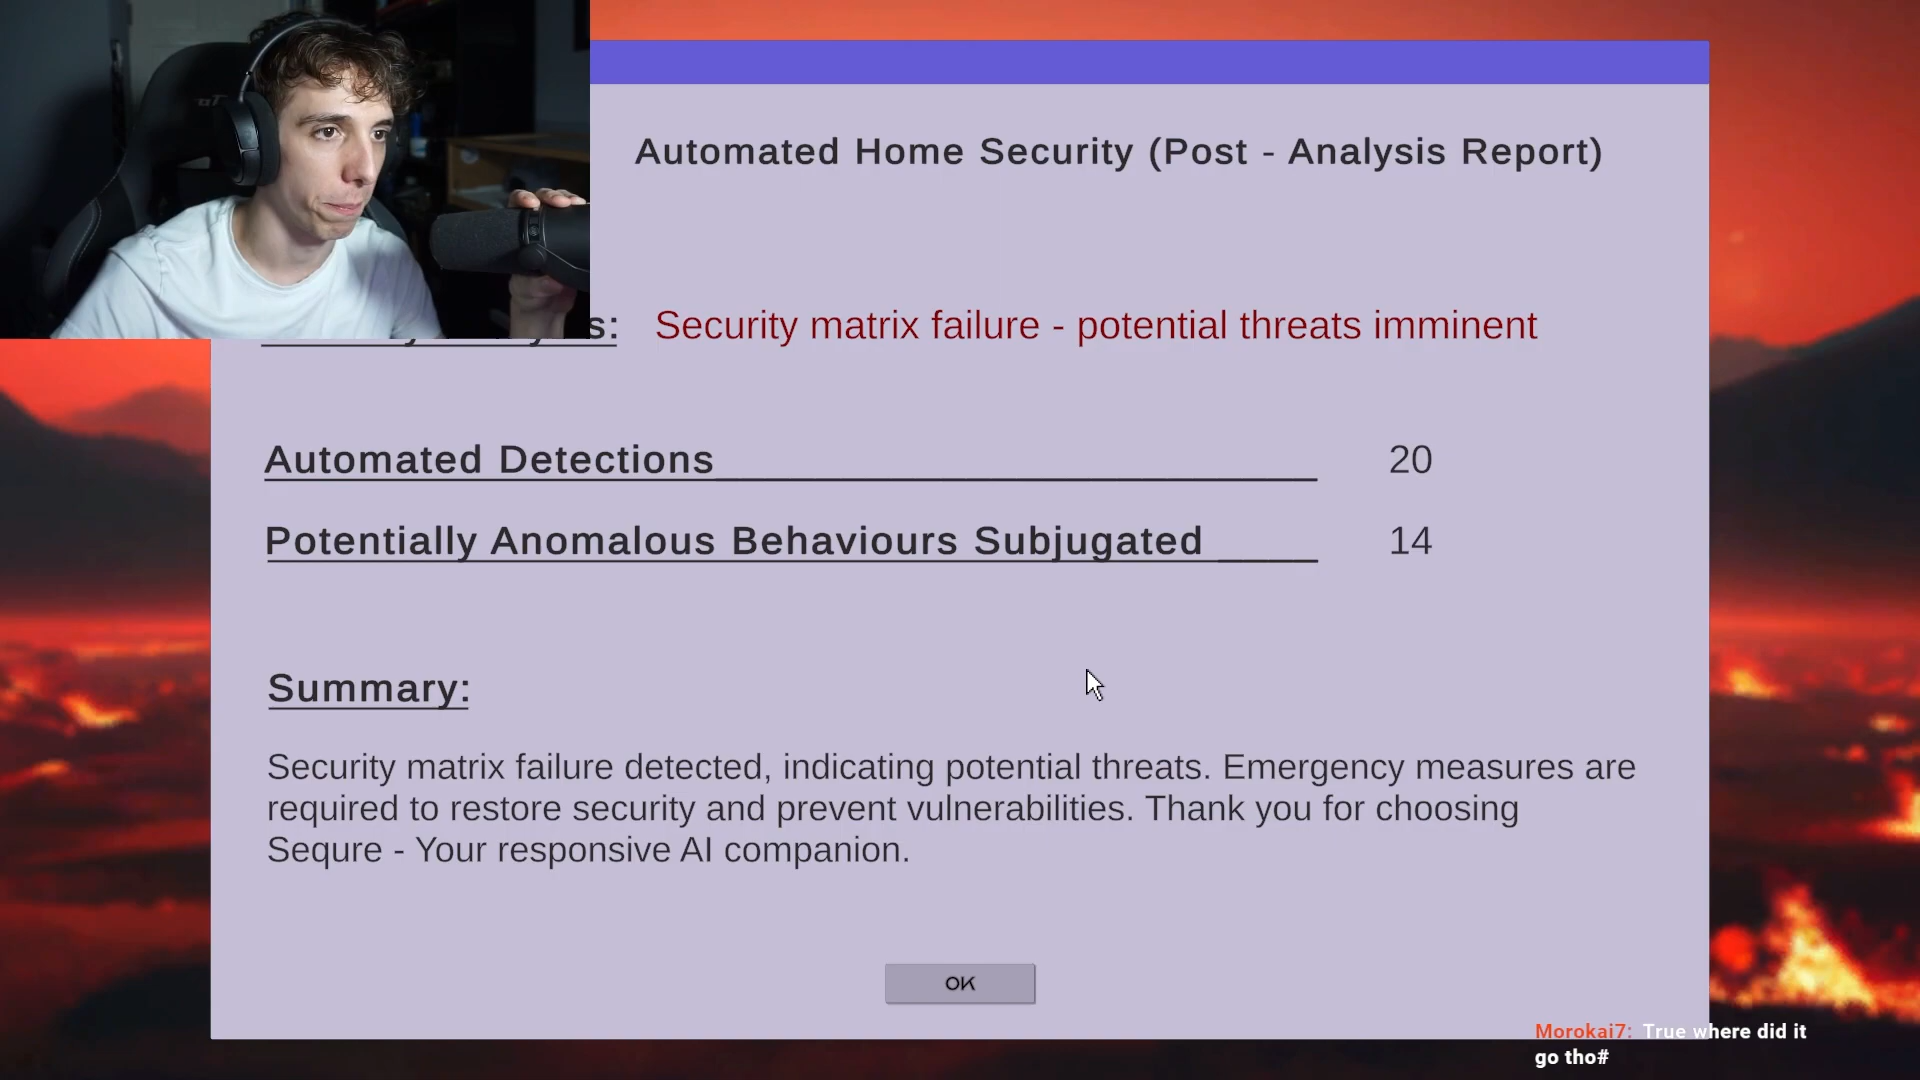 Automated Home Security (Post - Analysis Report)
Security matrix failure - potential threats imminent
Automated Detections 20
Potentially Anomalous Behaviours Subjugated 14
Summary:
Security matrix failure detected, indicating potential threats. Emergency measures are
required to restore security and prevent vulnerabilities. Thank you for choosing
Sequre - Your responsive AI companion.
OK
Morokai7: True where did it
go tho#